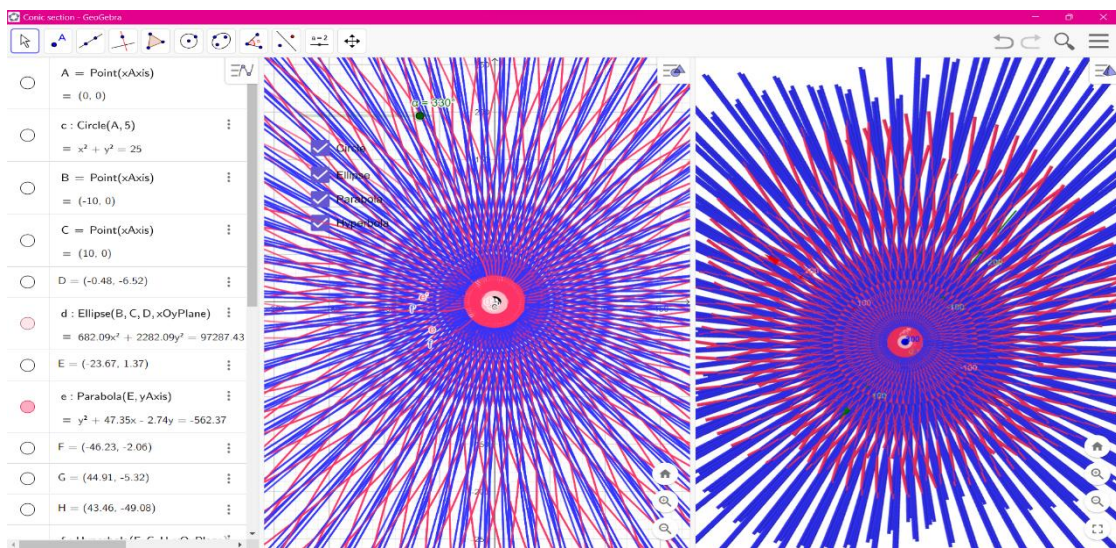 Conic section - GeoGebra
A
a=2
A = Point(xAxis)
= (0, 0)
c : Circle(A, 5)
= x² + y² = 25
B = Point(xAxis)
= (-10, 0)
C = Point(xAxis)
= (10, 0)
D = (-0.48, -6.52)
d : Ellipse(B, C, D, xOyPlane)
= 682.09x² + 2282.09y² = 97287.43
E = (-23.67, 1.37)
e : Parabola(E, yAxis)
= y² + 47.35x - 2.74y = -562.37
F = (-46.23, -2.06)
G = (44.91, -5.32)
H = (43.46, -49.08)
α = 330°
Circle
Ellipse
Parabola
Hyperbola
100
-100
-100
100